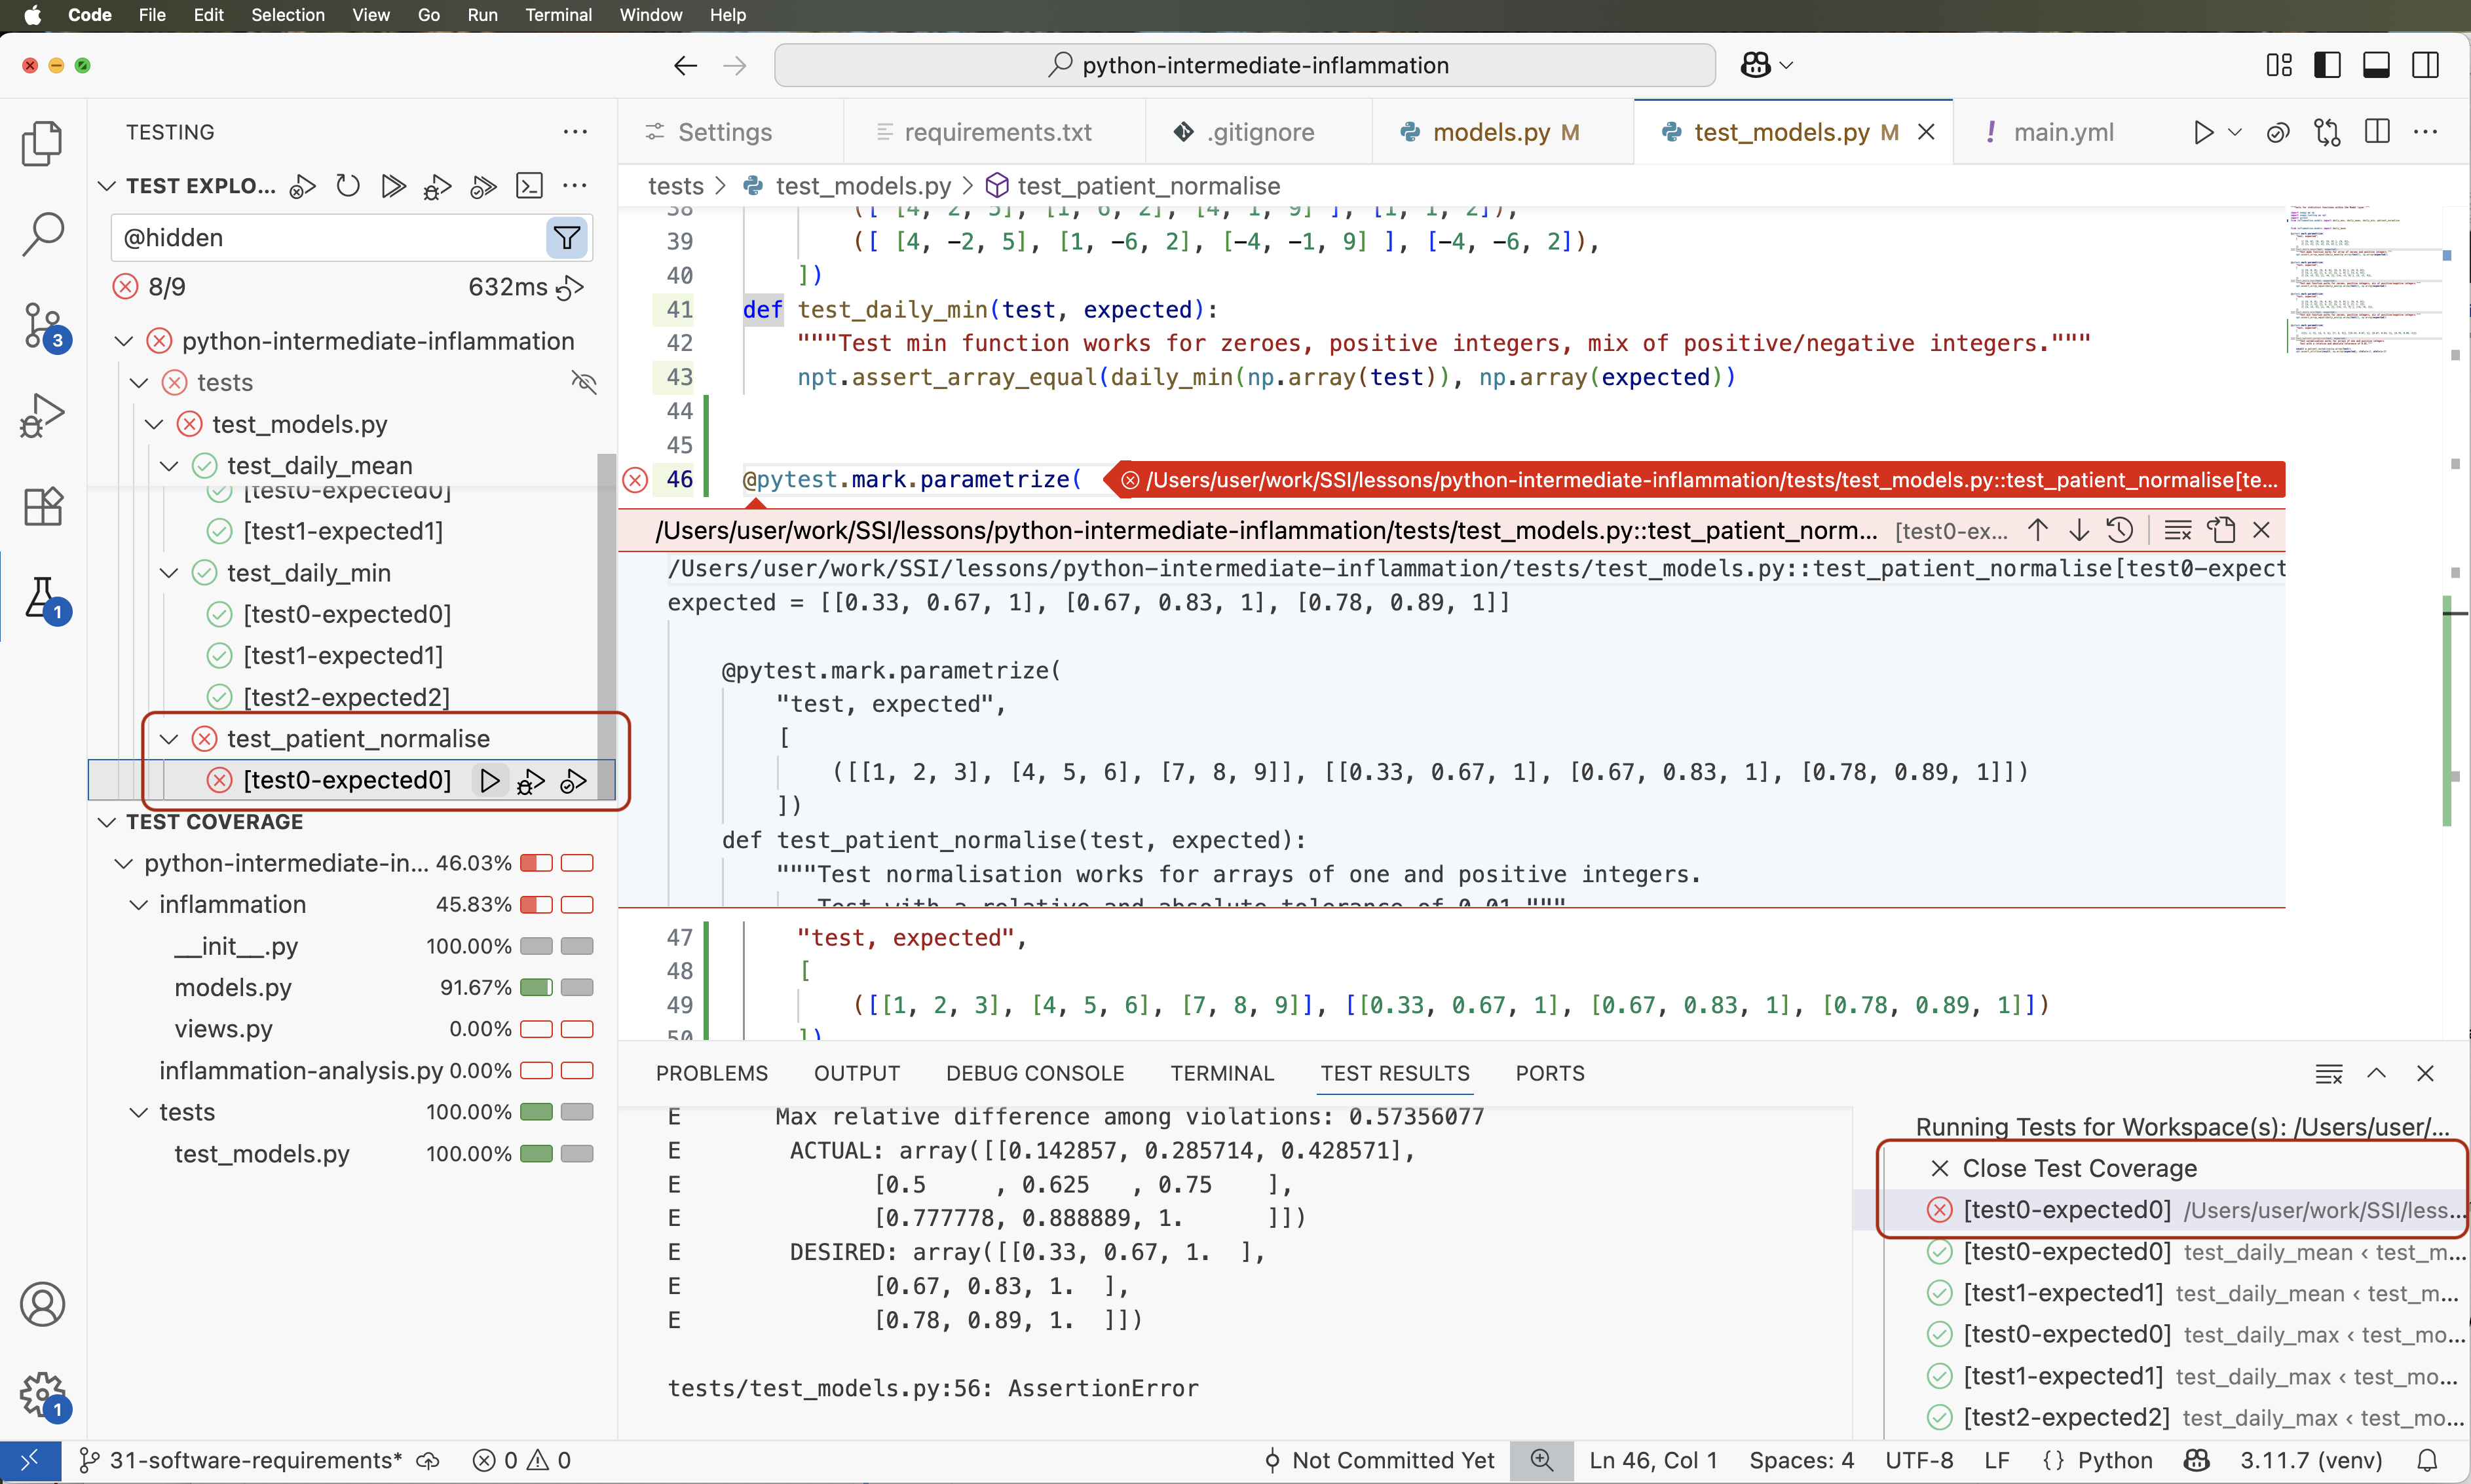 Code File Edit Selection View Go Run Terminal Window Help
python-intermediate-inflammation
TESTING
TEST EXPLO...
@hidden
8/9
632ms
python-intermediate-inflammation
tests
test_models.py
test_daily_mean
[test0-expected0]
[test1-expected1]
test_daily_min
[test0-expected0]
[test1-expected1]
[test2-expected2]
test_patient_normalise
[test0-expected0]
TEST COVERAGE
python-intermediate-in... 46.03%
inflammation 45.83%
__init__.py 100.00%
models.py 91.67%
views.py 0.00%
inflammation-analysis.py 0.00%
tests 100.00%
test_models.py 100.00%
3
1
1
Settings requirements.txt .gitignore models.py M test_models.py M main.yml
tests > test_models.py > test_patient_normalise
38 ([ [4, 2, 5], [1, 6, 2], [4, 1, 9] ], [1, 1, 2]),
39 ([ [4, -2, 5], [1, -6, 2], [-4, -1, 9] ], [-4, -6, 2]),
40 ])
41 def test_daily_min(test, expected):
42 """Test min function works for zeroes, positive integers, mix of positive/negative integers."""
43 npt.assert_array_equal(daily_min(np.array(test)), np.array(expected))
44
45
46 @pytest.mark.parametrize( /Users/user/work/SSI/lessons/python-intermediate-inflammation/tests/test_models.py::test_patient_normalise[te...
/Users/user/work/SSI/lessons/python-intermediate-inflammation/tests/test_models.py::test_patient_norm... [test0-ex...
/Users/user/work/SSI/lessons/python-intermediate-inflammation/tests/test_models.py::test_patient_normalise[test0-expect
expected = [[0.33, 0.67, 1], [0.67, 0.83, 1], [0.78, 0.89, 1]]
@pytest.mark.parametrize(
"test, expected",
[
([[1, 2, 3], [4, 5, 6], [7, 8, 9]], [[0.33, 0.67, 1], [0.67, 0.83, 1], [0.78, 0.89, 1]])
])
def test_patient_normalise(test, expected):
"""Test normalisation works for arrays of one and positive integers.
Test with a relative and absolute tolerance of 0.01."""
47 "test, expected",
48 [
49 ([[1, 2, 3], [4, 5, 6], [7, 8, 9]], [[0.33, 0.67, 1], [0.67, 0.83, 1], [0.78, 0.89, 1]])
50 ])
PROBLEMS OUTPUT DEBUG CONSOLE TERMINAL TEST RESULTS PORTS
E Max relative difference among violations: 0.57356077
E ACTUAL: array([[0.142857, 0.285714, 0.428571],
E [0.5 , 0.625 , 0.75 ],
E [0.777778, 0.888889, 1. ]])
E DESIRED: array([[0.33, 0.67, 1. ],
E [0.67, 0.83, 1. ],
E [0.78, 0.89, 1. ]])
tests/test_models.py:56: AssertionError
Running Tests for Workspace(s): /Users/user/...
Close Test Coverage
[test0-expected0] /Users/user/work/SSI/less...
[test0-expected0] test_daily_mean ‹ test_m...
[test1-expected1] test_daily_mean ‹ test_m...
[test0-expected0] test_daily_max ‹ test_mo...
[test1-expected1] test_daily_max ‹ test_mo...
[test2-expected2] test_daily_max ‹ test_mo...
31-software-requirements* 0 0 Not Committed Yet Ln 46, Col 1 Spaces: 4 UTF-8 LF {} Python 3.11.7 (venv)